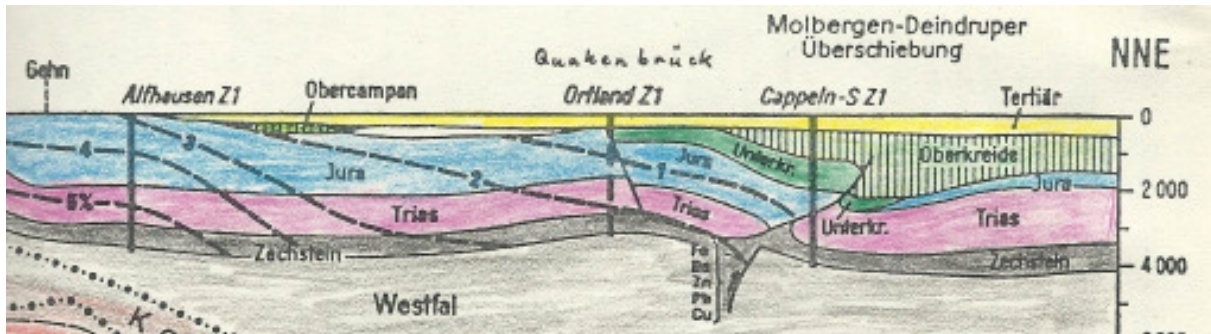 Molbergen-Deindruper
Überschiebung
NNE
Quakenbrück
Gehn
Alfhausen Z1
Obercampan
Ortland Z1
Cappeln-S Z1
Tertiär
0
Oberkreide
Unterkr.
Jura
Jura
Jura
4
3
2
1
5%
2 000
Trias
Trias
Trias
Unterkr.
Zechstein
Zechstein
4 000
Fe
Ba
Zn
Pb
Cu
Westfal